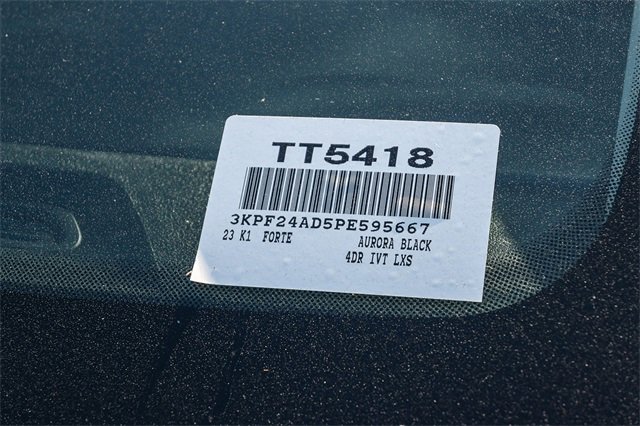 TT5418
3KPF24AD5PE595667
23 K1 FORTE AURORA BLACK
4DR IVT LXS